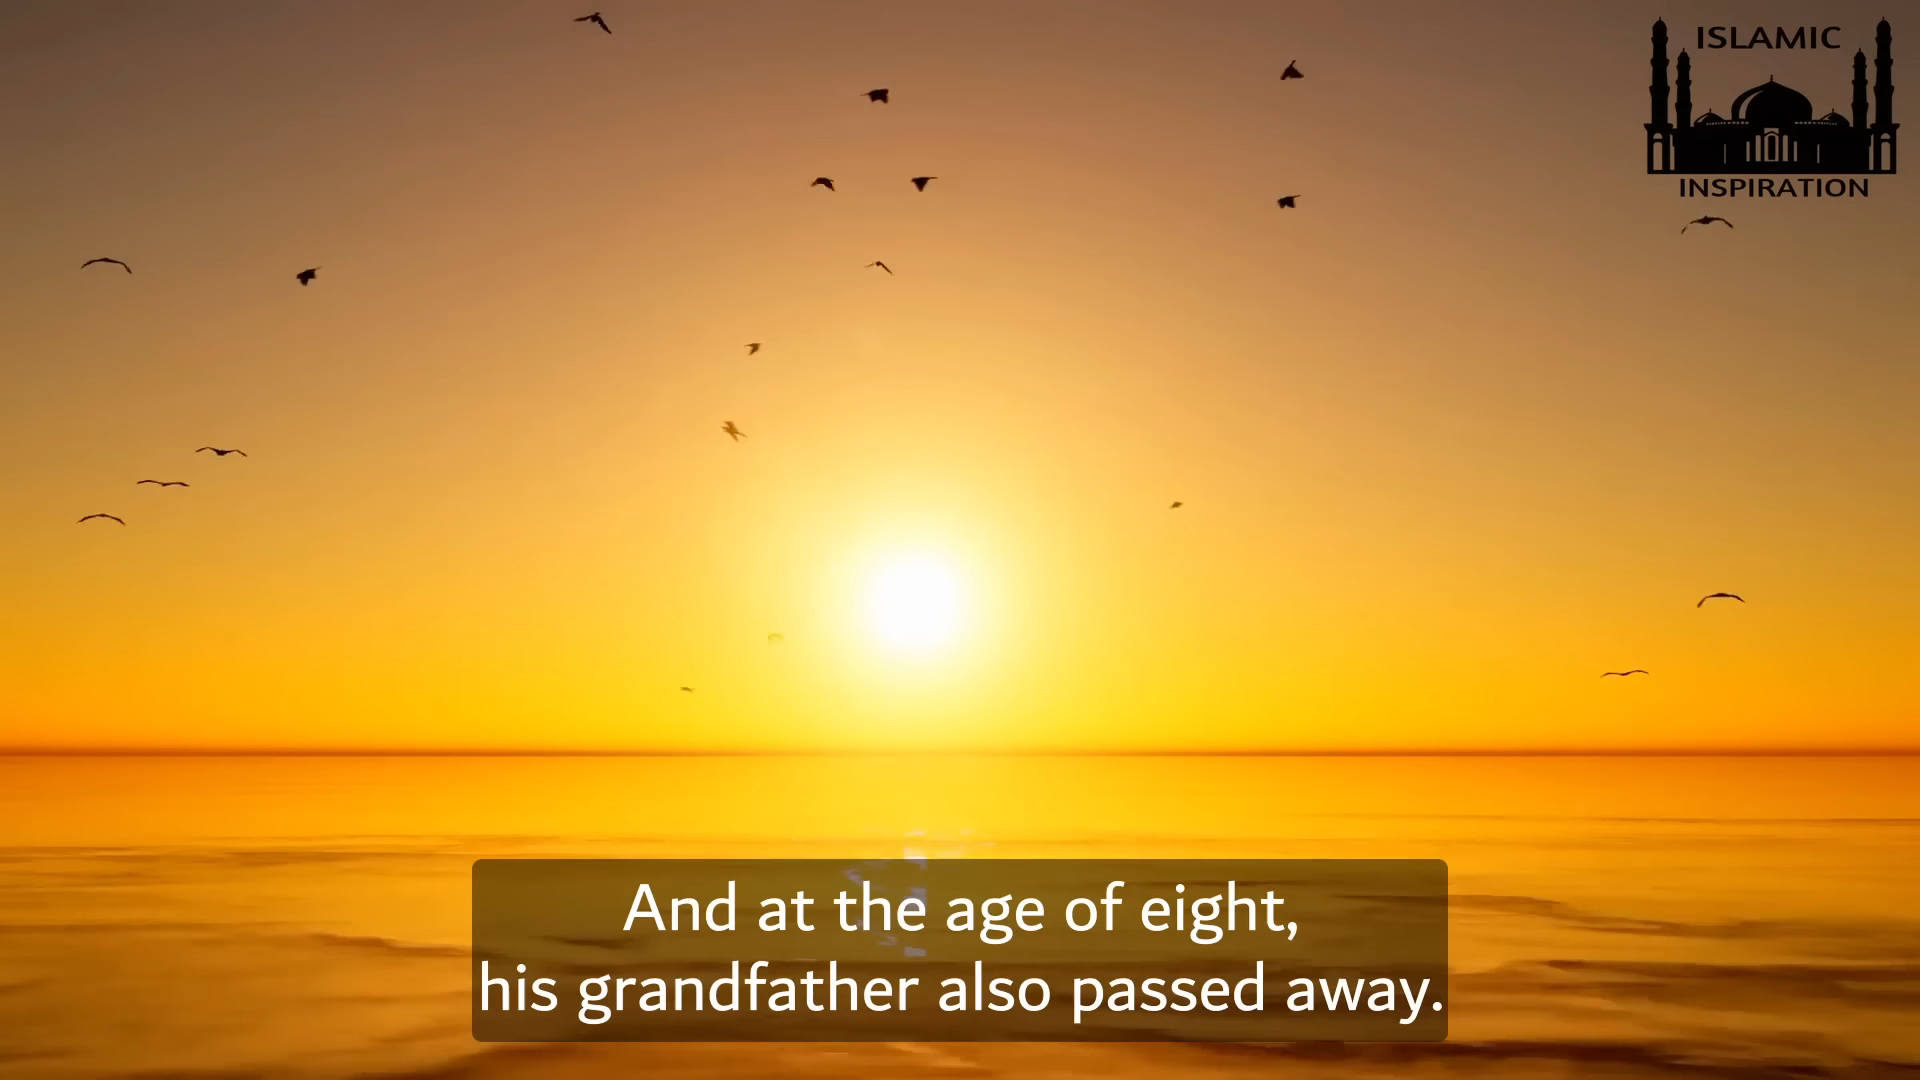 ISLAMIC
INSPIRATION
And at the age of eight,
his grandfather also passed away.